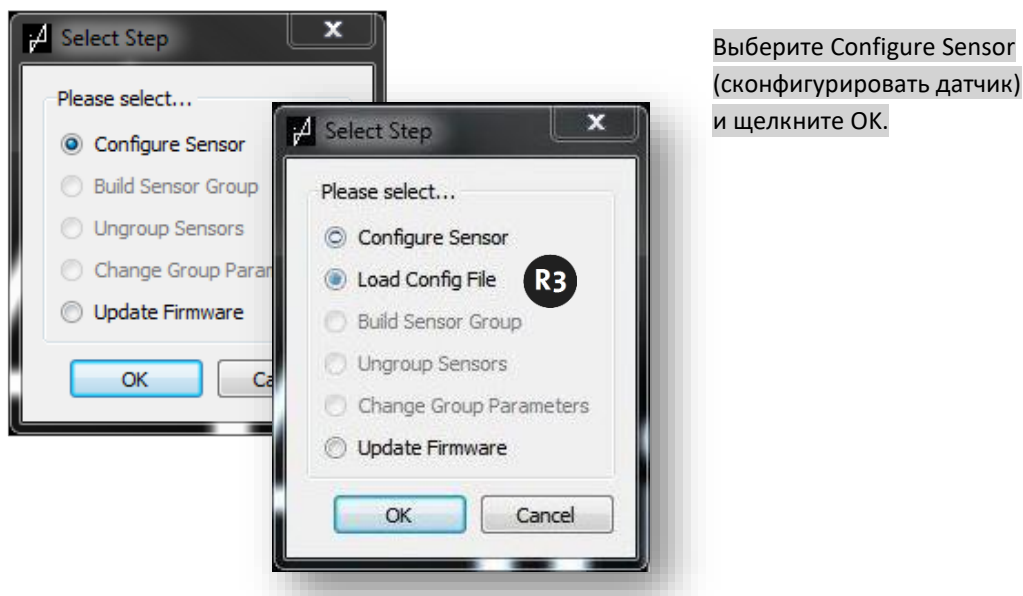 Select Step
Please select...
Configure Sensor
Build Sensor Group
Ungroup Sensors
Change Group Parar
Update Firmware
OK
Ca
Select Step
Please select...
Configure Sensor
Load Config File
R3
Build Sensor Group
Ungroup Sensors
Change Group Parameters
Update Firmware
OK
Cancel
Выберите Configure Sensor
(сконфигурировать датчик)
и щелкните OK.